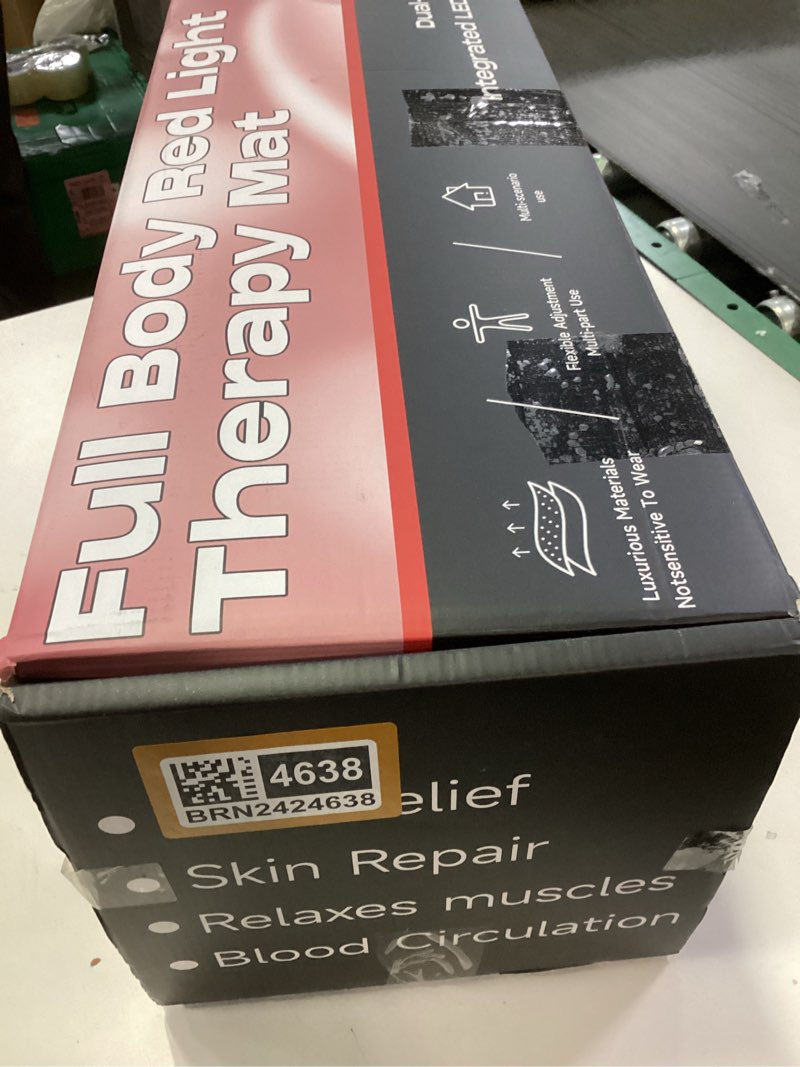 Full Body Red Light
Therapy Mat
Dual
Integrated LED
Multi-scenario
use
Flexible Adjustment
Multi-part Use
Luxurious Materials
Notsensitive To Wear
4638
BRN2424638
elief
Skin Repair
Relaxes muscles
Blood Circulation